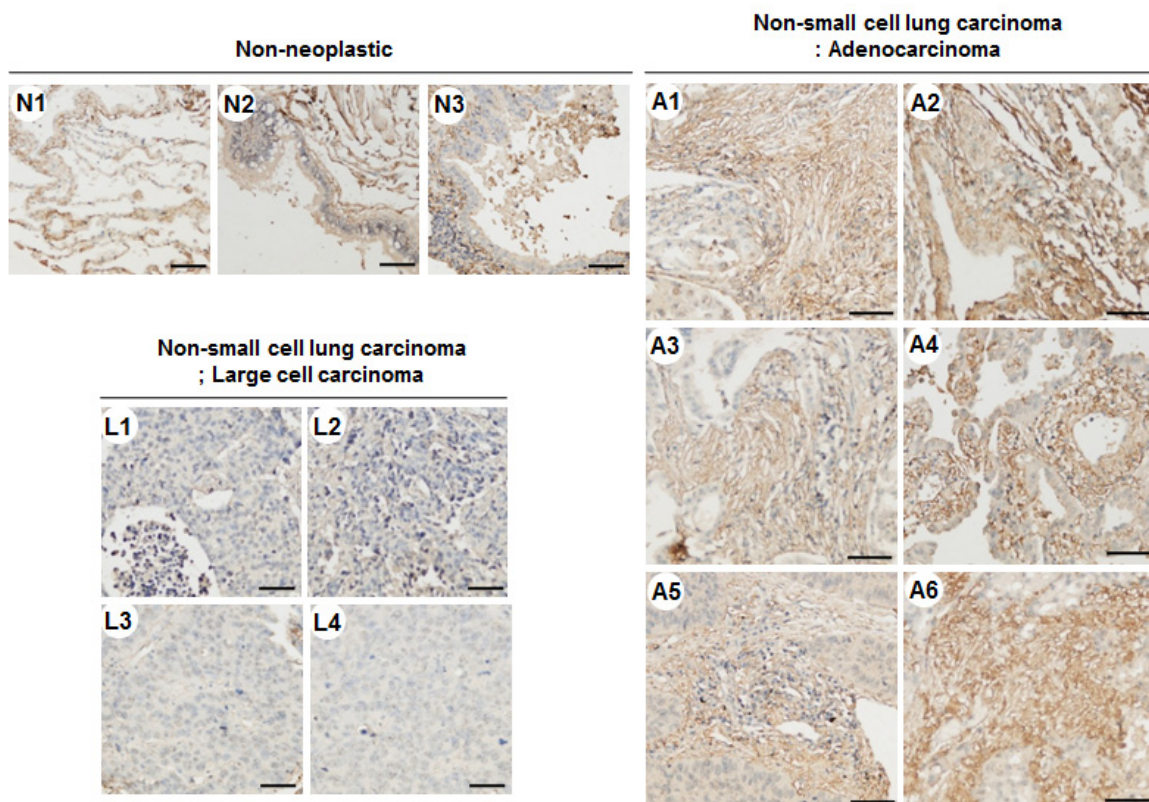 Non-neoplastic
N1
N2
N3
Non-small cell lung carcinoma
: Adenocarcinoma
A1
A2
A3
A4
A5
A6
Non-small cell lung carcinoma
; Large cell carcinoma
L1
L2
L3
L4